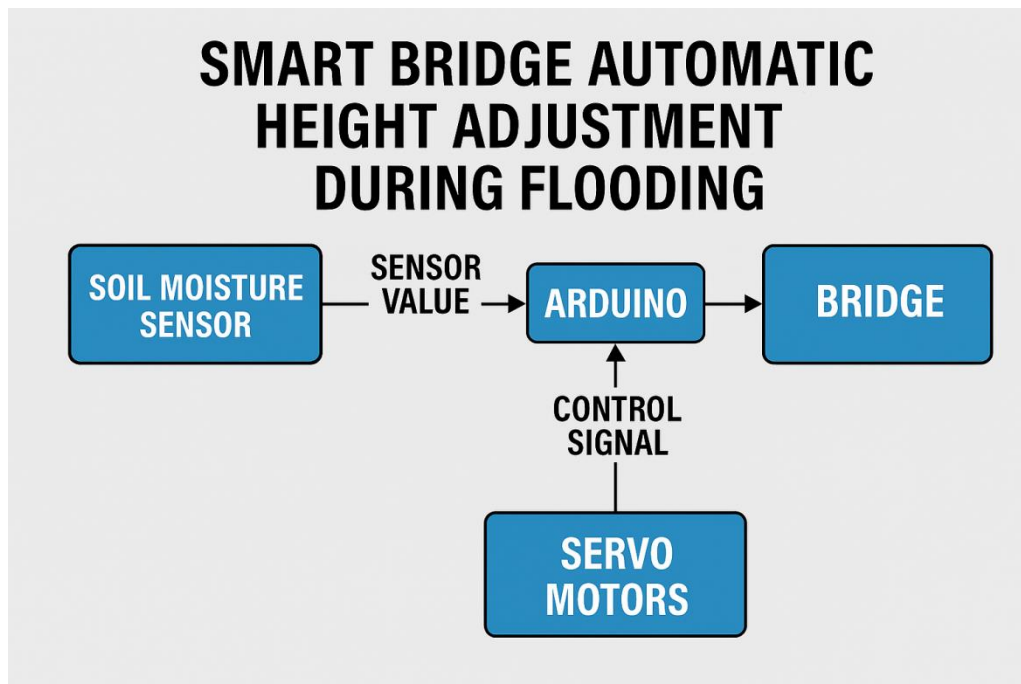 SMART BRIDGE AUTOMATIC
HEIGHT ADJUSTMENT
DURING FLOODING
SOIL MOISTURE
SENSOR
SENSOR
VALUE
ARDUINO
BRIDGE
CONTROL
SIGNAL
SERVO
MOTORS